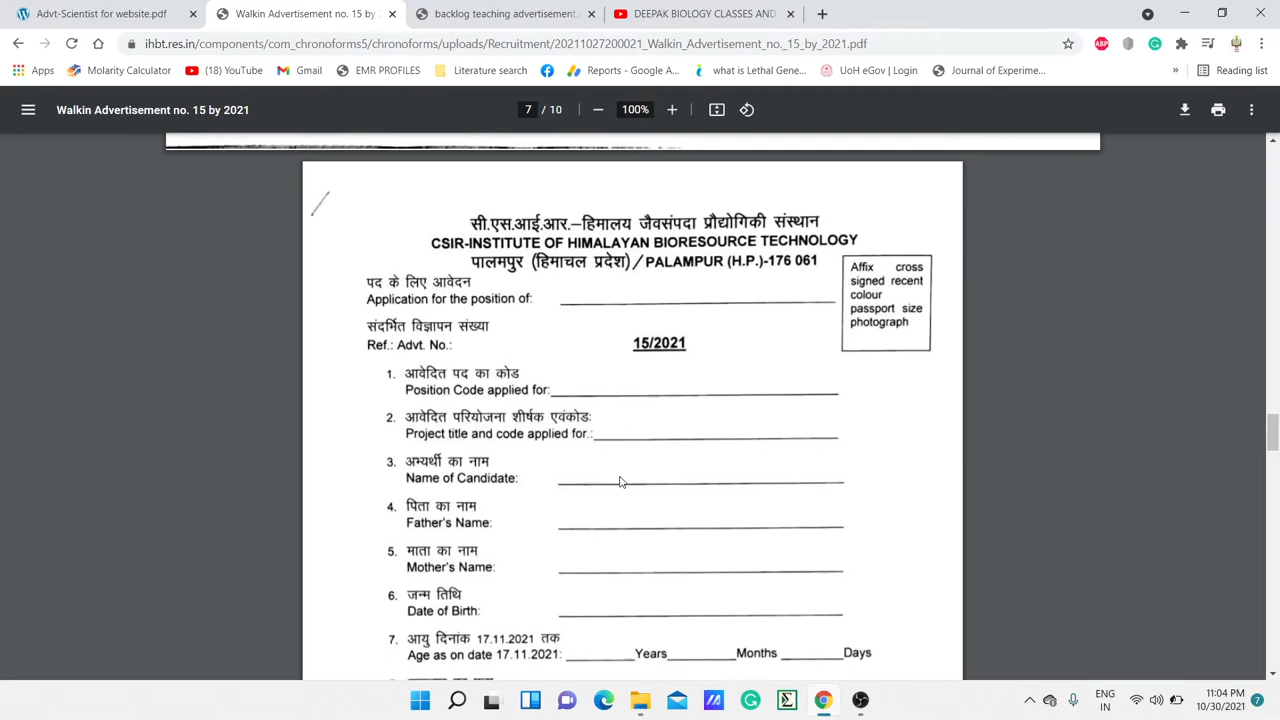 Advt-Scientist for website.pdf
Walkin Advertisement no. 15 by 2
backlog teaching advertisement.p
DEEPAK BIOLOGY CLASSES AND
ihbt.res.in/components/com_chronoforms5/chronoforms/uploads/Recruitment/20211027200021_Walkin_Advertisement_no._15_by_2021.pdf
ABP
Apps
Molarity Calculator
(18) YouTube
Gmail
EMR PROFILES
Literature search
Reports - Google A...
what is Lethal Gene...
UoH eGov | Login
Journal of Experime...
»
Reading list
Walkin Advertisement no. 15 by 2021
7 / 10
100%
सी.एस.आई.आर.–हिमालय जैवसंपदा प्रौद्योगिकी संस्थान
CSIR-INSTITUTE OF HIMALAYAN BIORESOURCE TECHNOLOGY
पालमपुर (हिमाचल प्रदेश) / PALAMPUR (H.P.)-176 061
Affix cross
signed recent
colour
passport size
photograph
पद के लिए आवेदन
Application for the position of:
संदर्भित विज्ञापन संख्या
Ref.: Advt. No.: 15/2021
1. आवेदित पद का कोड
Position Code applied for:
2. आवेदित परियोजना शीर्षक एवंकोडः
Project title and code applied for.:
3. अभ्यर्थी का नाम
Name of Candidate:
4. पिता का नाम
Father's Name:
5. माता का नाम
Mother's Name:
6. जन्म तिथि
Date of Birth:
7. आयु दिनांक 17.11.2021 तक
Age as on date 17.11.2021: Years Months Days
ENG
IN
11:04 PM
10/30/2021
7